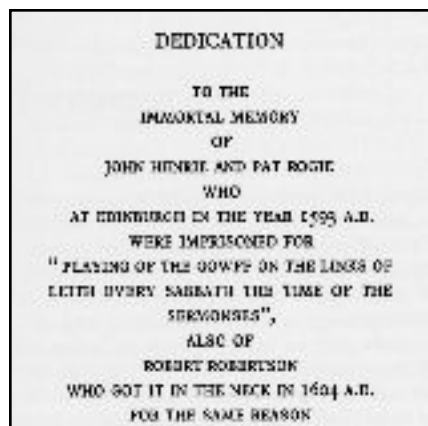 DEDICATION
TO THE
IMMORTAL MEMORY
OF
JOHN HENRIE AND PAT ROGIE
WHO
AT EDINBURGH IN THE YEAR 1593 A.D.
WERE IMPRISONED FOR
"PLAYING OF THE GOWFF ON THE LINKS OF
LEITH EVERY SABBATH THE TIME OF THE
SERMONSES",
ALSO OF
ROBERT ROBERTSON
WHO GOT IT IN THE NECK IN 1604 A.D.
FOR THE SAME REASON